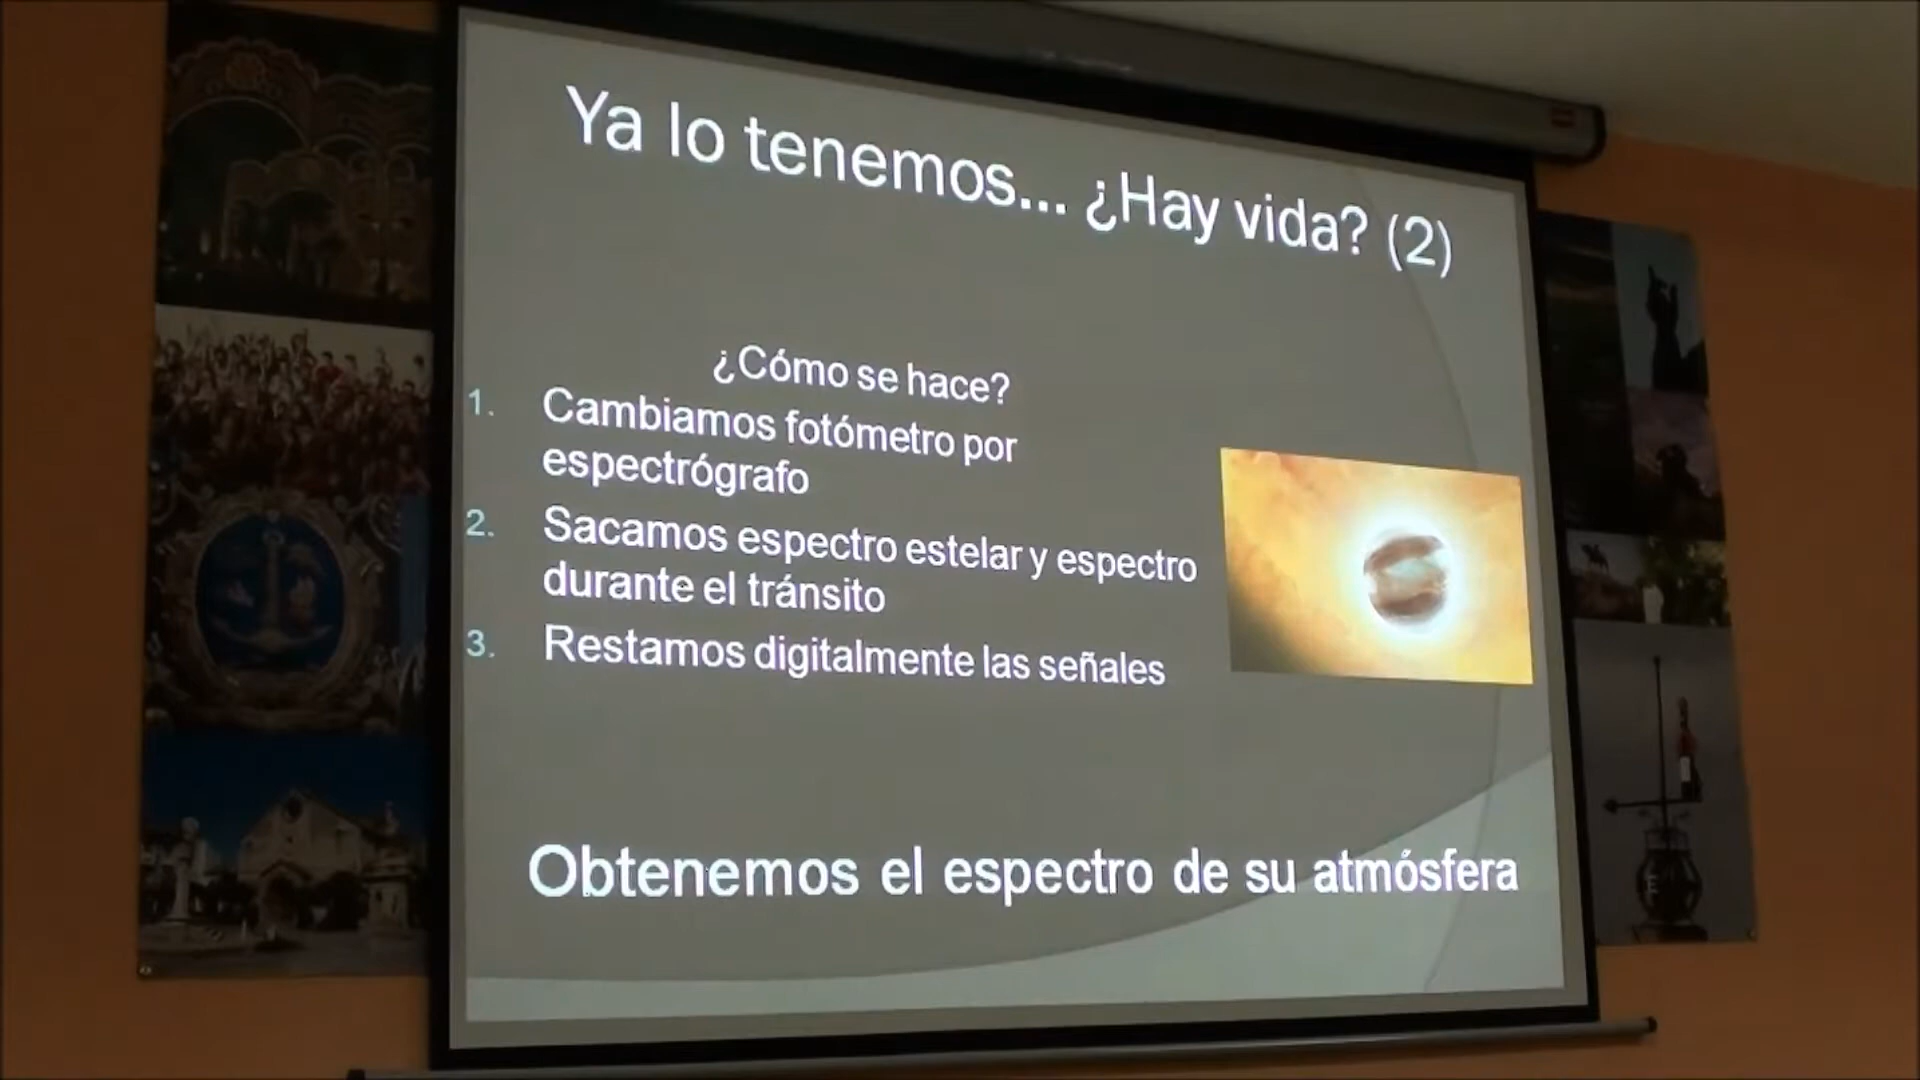 Ya lo tenemos... ¿Hay vida? (2)
¿Cómo se hace?
1. Cambiamos fotómetro por
espectrógrafo
2. Sacamos espectro estelar y espectro
durante el tránsito
3. Restamos digitalmente las señales
Obtenemos el espectro de su atmósfera